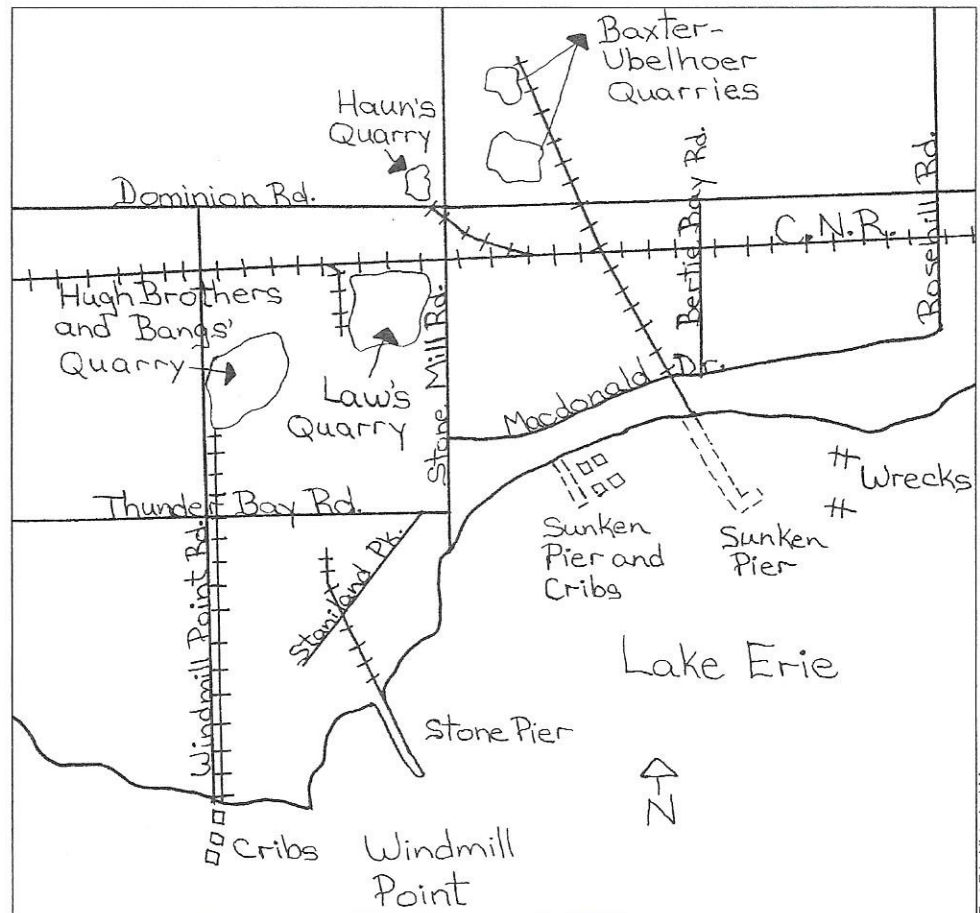 Baxter-
Ubelhoer
Quarries
Haun's
Quarry
Dominion Rd.
Bertie Bay Rd.
Rosehill Rd.
C.N.R.
Hugh Brothers
and Bangs'
Quarry
Law's
Quarry
Stone Mill Rd.
Macdonald Dr.
Thunder Bay Rd.
Wrecks
Sunken
Pier and
Cribs
Sunken
Pier
Windmill Point Rd.
Staniland Pk.
Lake Erie
Stone Pier
N
Cribs
Windmill
Point